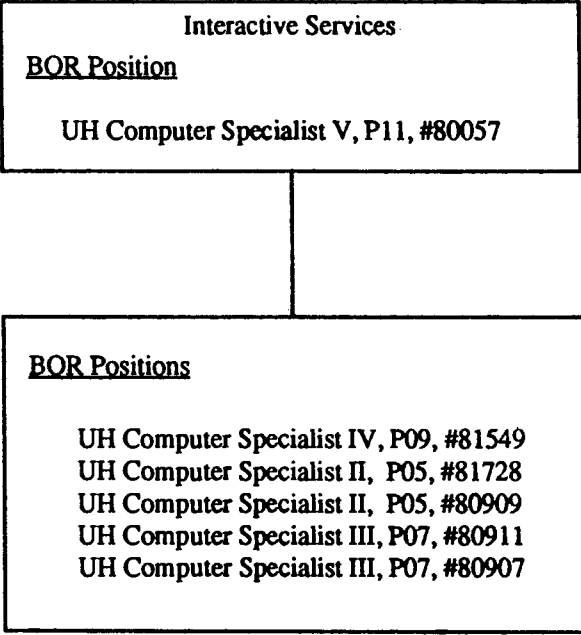 Interactive Services
BOR Position
UH Computer Specialist V, P11, #80057
BOR Positions
UH Computer Specialist IV, P09, #81549
UH Computer Specialist II, P05, #81728
UH Computer Specialist II, P05, #80909
UH Computer Specialist III, P07, #80911
UH Computer Specialist III, P07, #80907